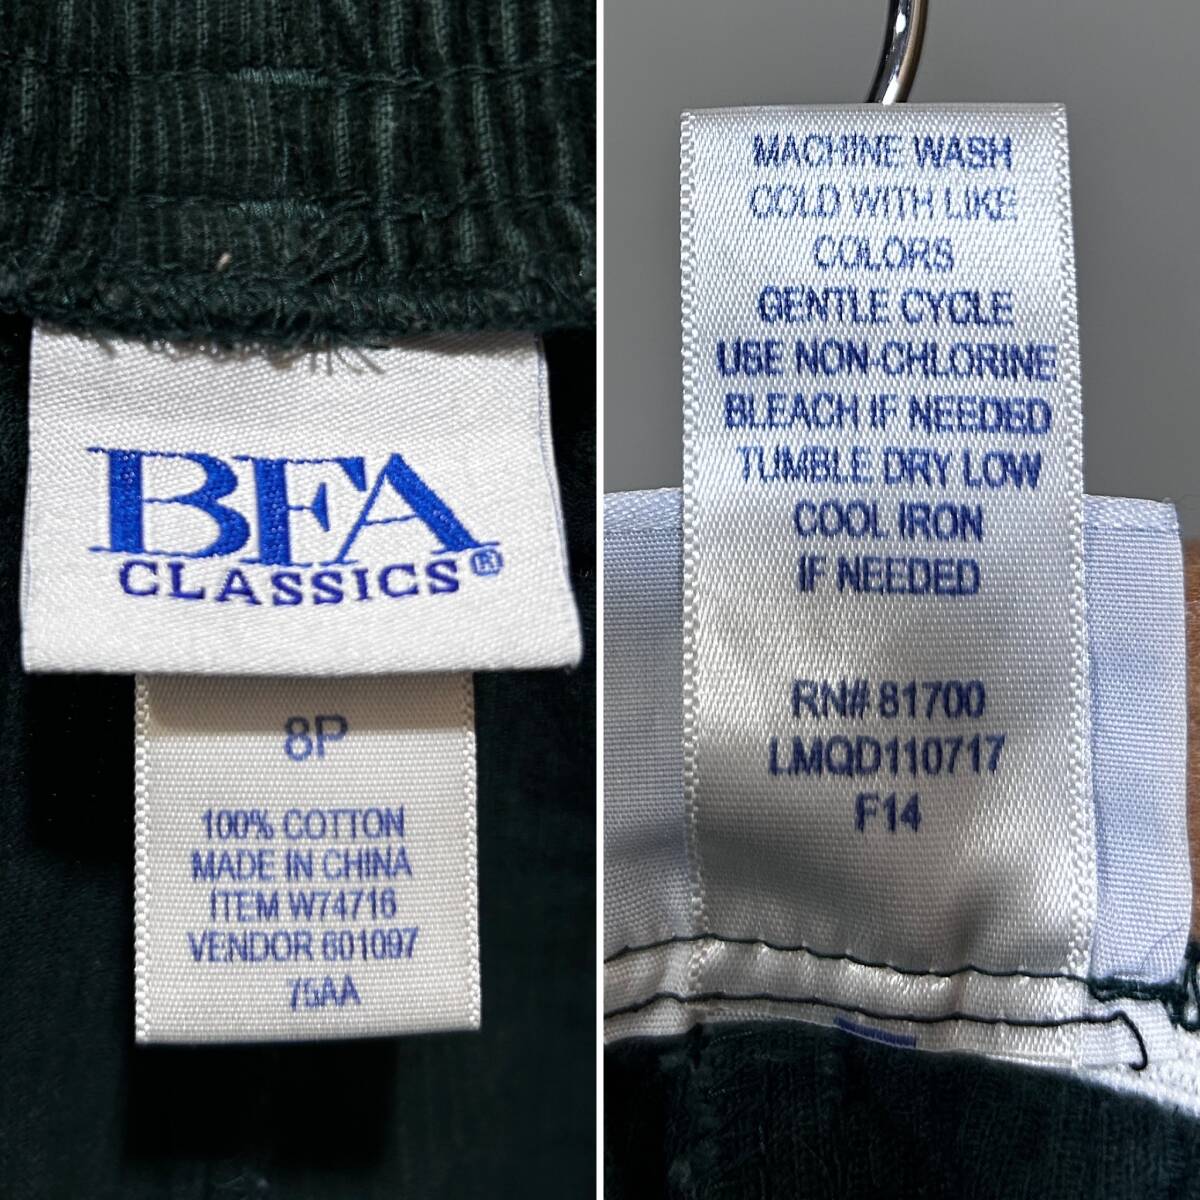 BFA
CLASSICS®
8P
100% COTTON
MADE IN CHINA
ITEM W74716
VENDOR 601097
75AA
MACHINE WASH
COLD WITH LIKE
COLORS
GENTLE CYCLE
USE NON-CHLORINE
BLEACH IF NEEDED
TUMBLE DRY LOW
COOL IRON
IF NEEDED
RN# 81700
LMQD110717
F14